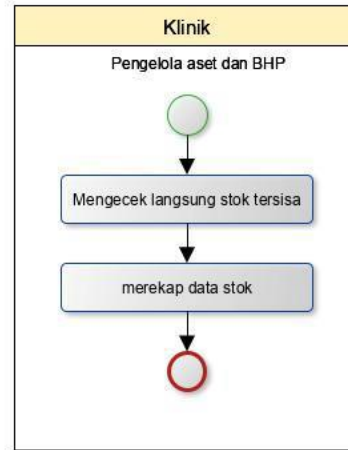 Klinik
Pengelola aset dan BHP
Mengecek langsung stok tersisa
merekap data stok